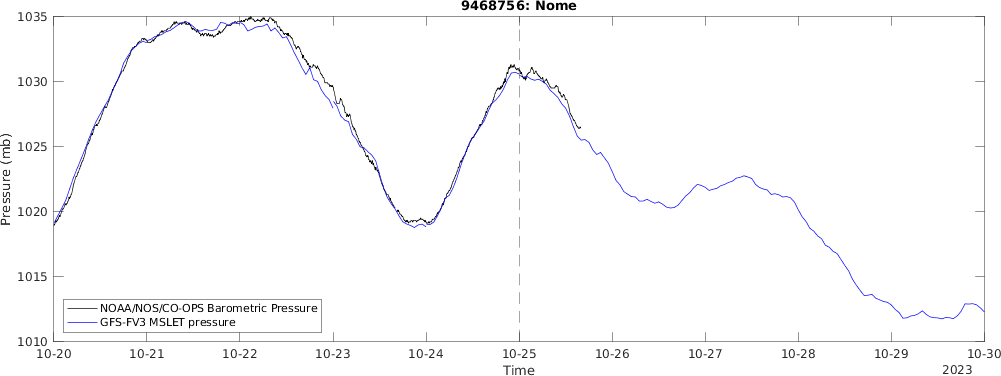 9468756: Nome
Pressure (mb)
1035
1030
1025
1020
1015
1010
NOAA/NOS/CO-OPS Barometric Pressure
GFS-FV3 MSLET pressure
10-20 10-21 10-22 10-23 10-24 10-25 10-26 10-27 10-28 10-29 10-30
Time
2023